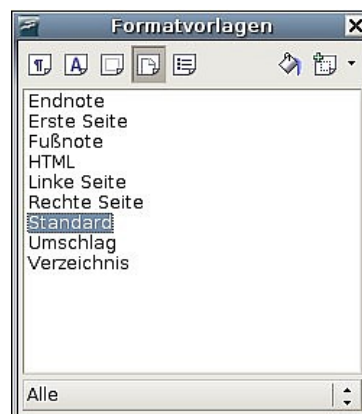 Formatvorlagen
Endnote
Erste Seite
Fußnote
HTML
Linke Seite
Rechte Seite
Standard
Umschlag
Verzeichnis
Alle